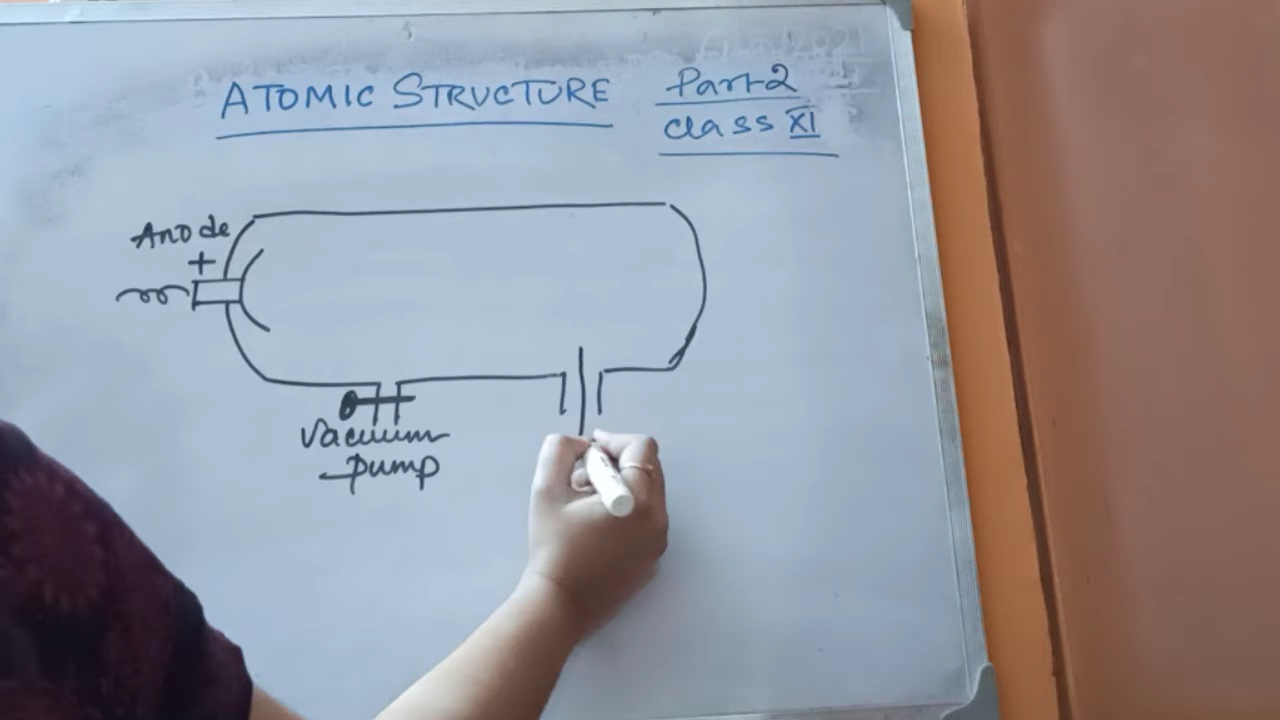 ATOMIC STRUCTURE Part-2
class XI
Anode
+
Vacuum
pump